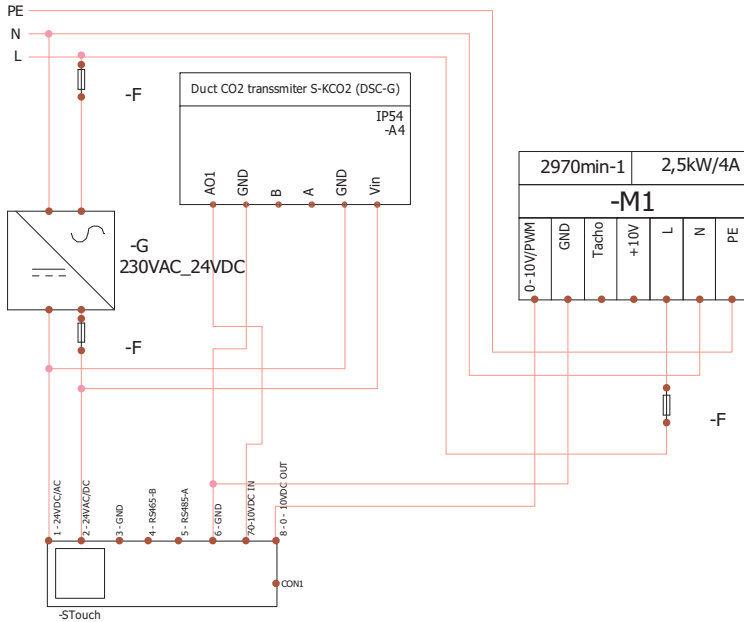 PE
N
L
-F
Duct CO2 transsmiter S-KCO2 (DSC-G)
IP54
-A4
AO1
GND
B
A
GND
Vin
2970min-1
2,5kW/4A
-M1
0-10V/PWM
GND
Tacho
+10V
L
N
PE
-G
230VAC_24VDC
-F
-F
1 - 24VDC/AC
2 - 24VAC/DC
3 - GND
4 - RS465-B
5 - RS485-A
6 - GND
7-0-10VDC IN
8 - 0 - 10VDC OUT
CON1
-STouch